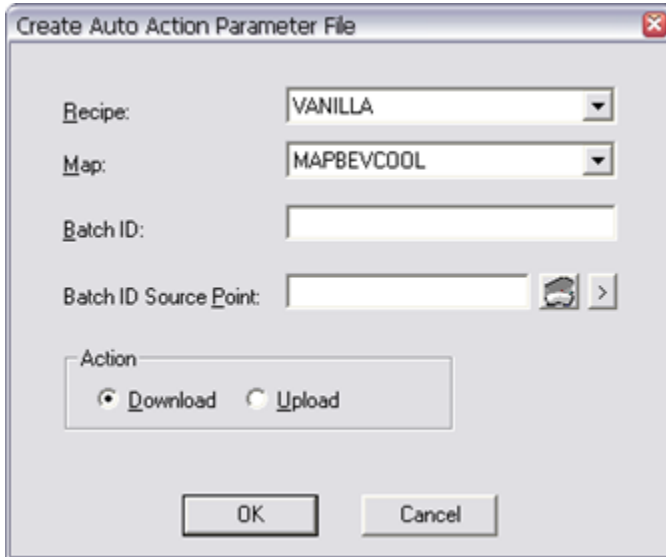 Create Auto Action Parameter File
Recipe: VANILLA
Map: MAPBEVCOOL
Batch ID:
Batch ID Source Point: >
Action
Download Upload
OK Cancel